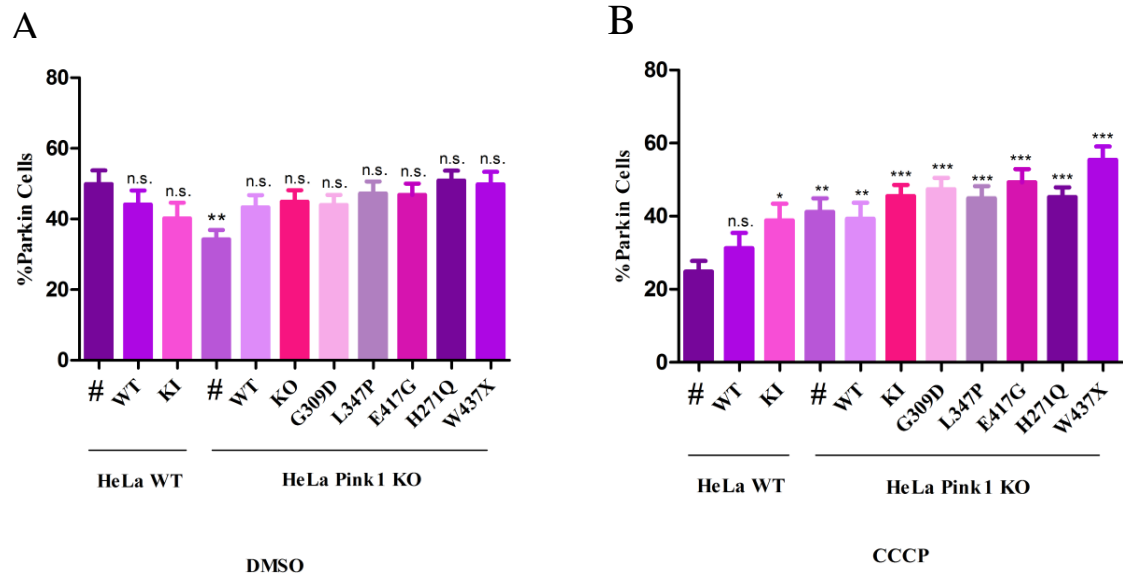 A
%Parkin Cells
80
60
40
20
0
n.s.
n.s.
**
n.s.
n.s.
n.s.
n.s.
n.s.
n.s.
n.s.
#
WT
KI
#
WT
KO
G309D
L347P
E417G
H271Q
W437X
HeLa WT
HeLa Pink1 KO
DMSO
B
%Parkin Cells
80
60
40
20
0
n.s.
*
**
**
***
***
***
***
***
***
#
WT
KI
#
WT
KI
G309D
L347P
E417G
H271Q
W437X
HeLa WT
HeLa Pink1 KO
CCCP